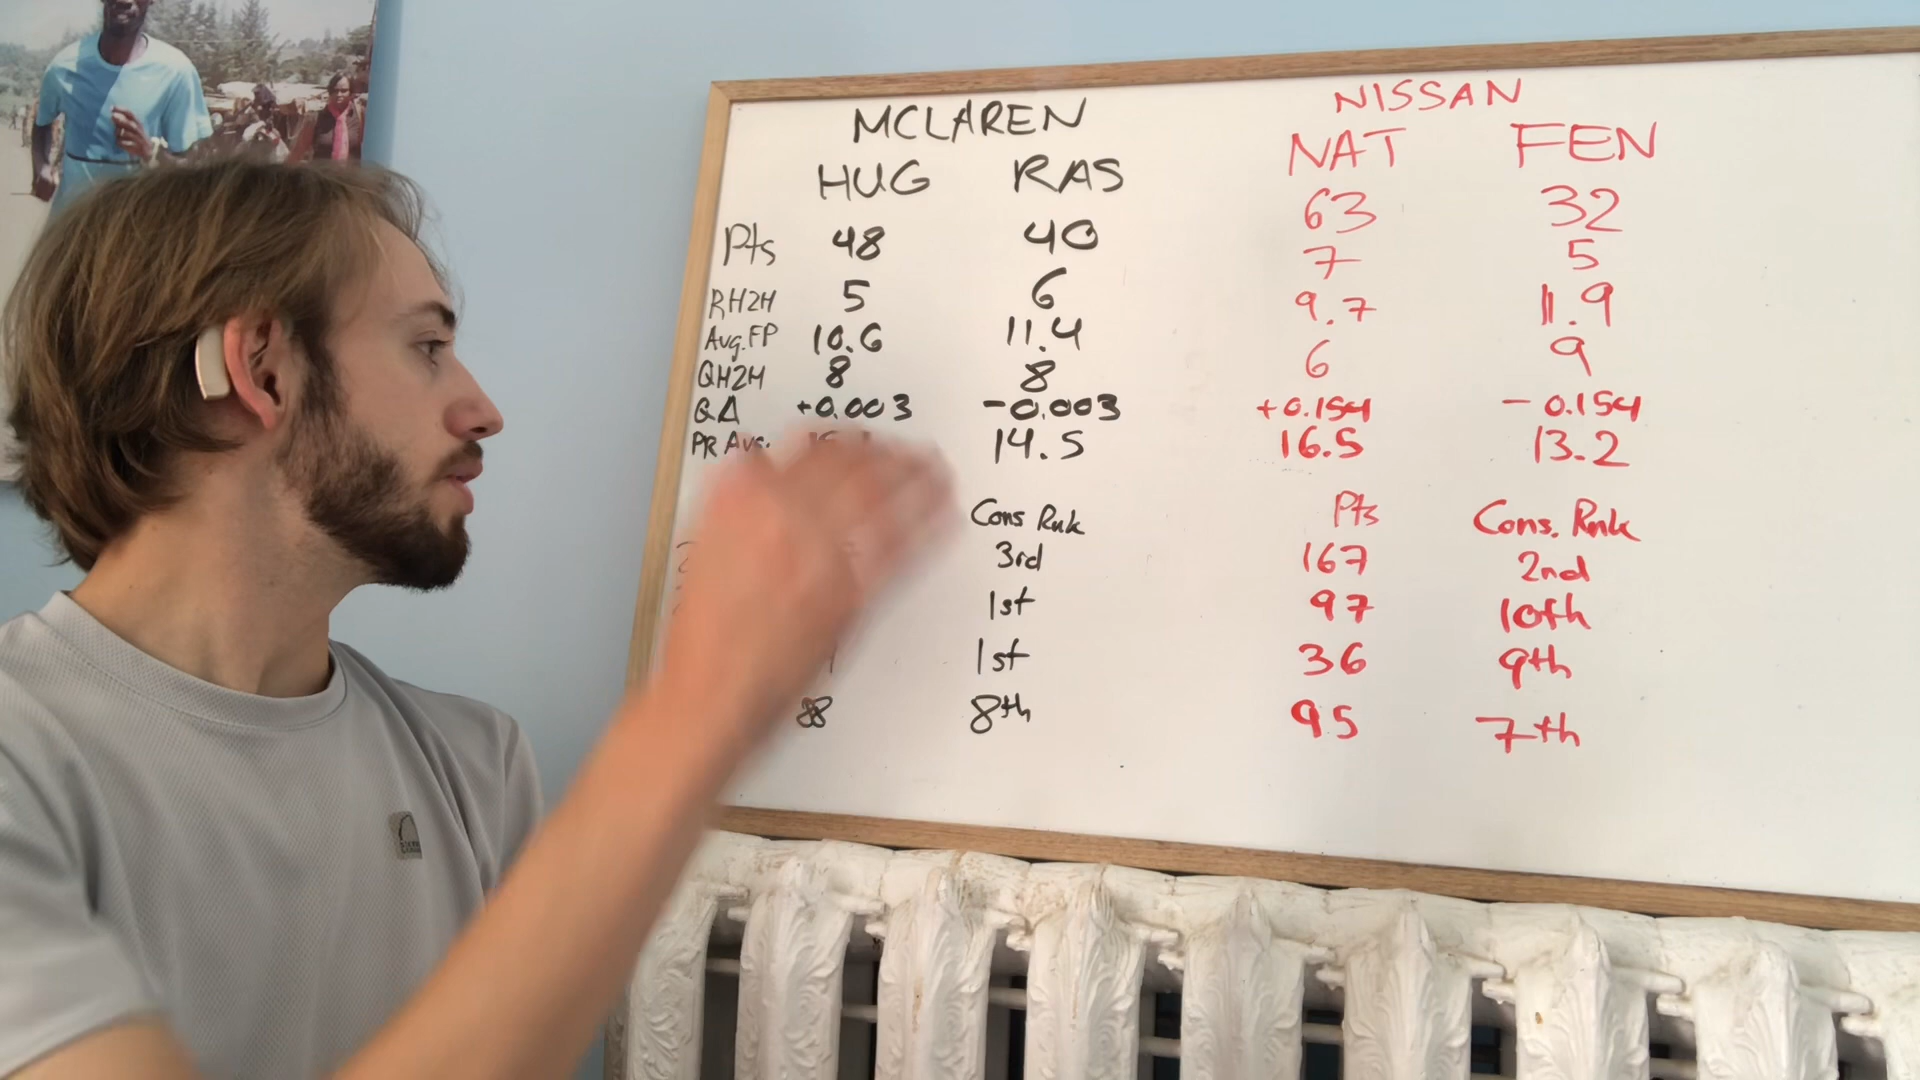 MCLAREN NISSAN
HUG RAS NAT FEN
Pts 48 40 63 32
RH2H 5 6 7 5
Avg.FP 10.6 11.4 9.7 11.9
QH2H 8 8 6 9
QΔ +0.003 -0.003 +0.154 -0.154
PR Avg. 14.5 16.5 13.2
Cons Rnk Pts Cons. Rnk
3rd 167 2nd
1st 97 10th
1st 36 9th
88 8th 95 7th